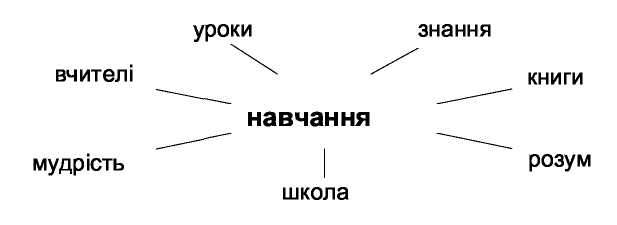 уроки
знання
вчителі
книги
навчання
мудрість
розум
школа